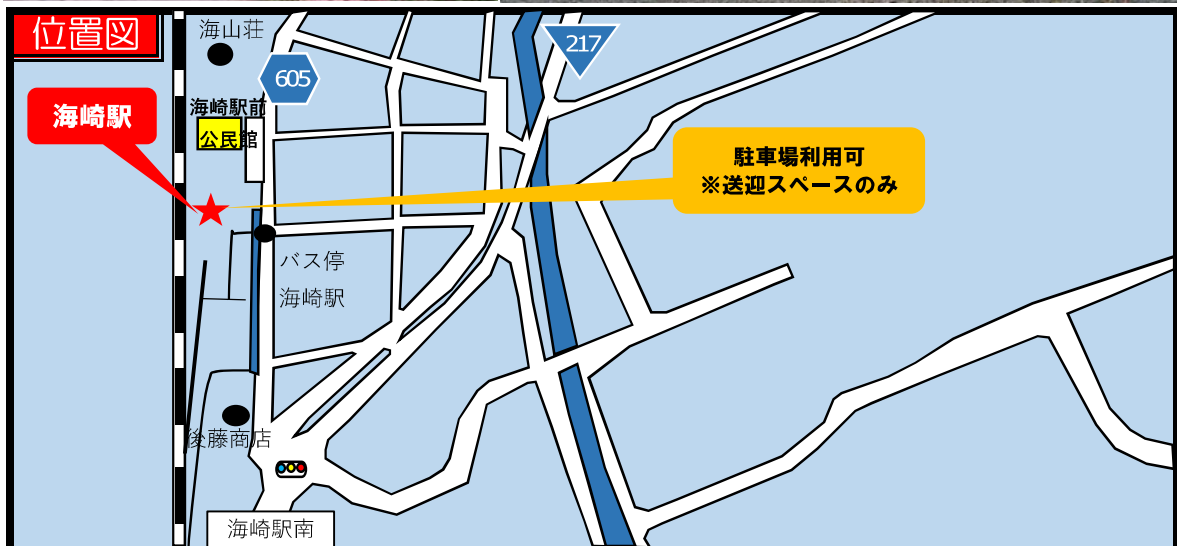 位置図
海山荘
217
605
海崎駅
海崎駅前
公民館
駐車場利用可
※送迎スペースのみ
バス停
海崎駅
後藤商店
海崎駅南